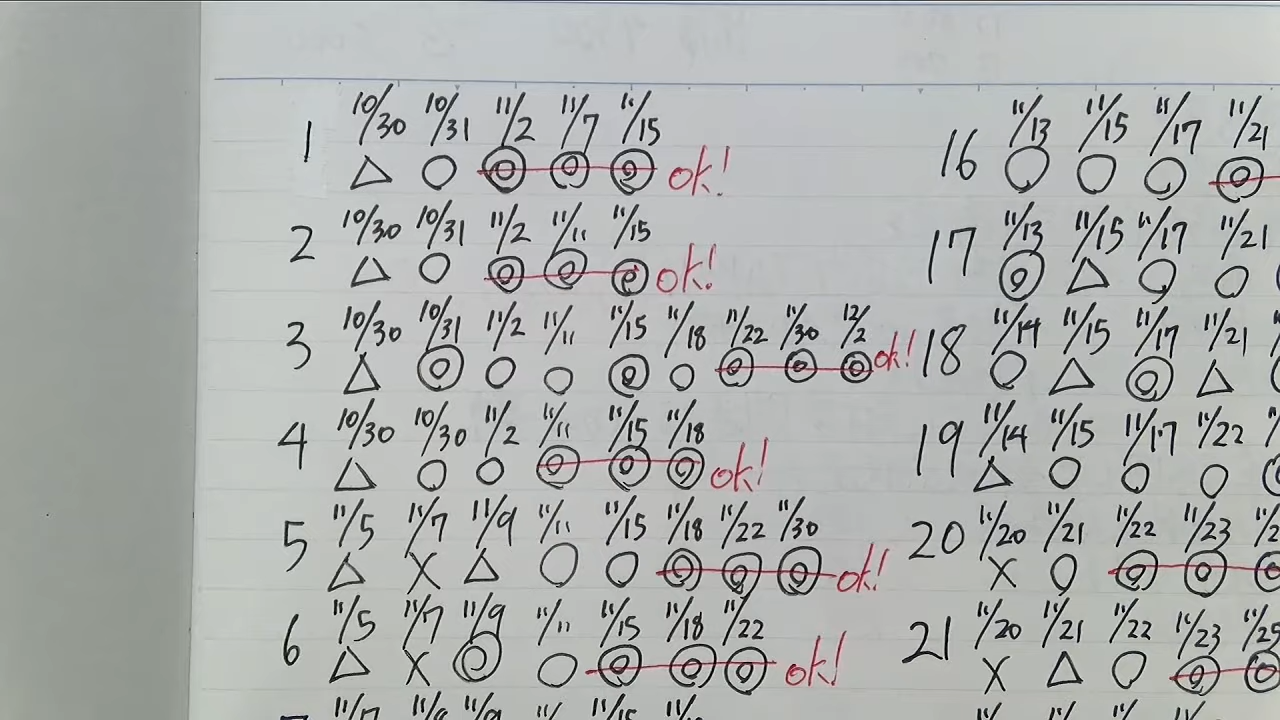 10/30 10/31 11/2 11/7 11/15
1 △ ○ ◎ ◎ ◎ ok!
10/30 10/31 11/2 11/11 11/15
2 △ ○ ◎ ◎ ◎ ok!
10/30 10/31 11/2 11/11 11/15 11/18 11/22 11/30 12/2
3 △ ◎ ○ ○ ◎ ○ ◎ ◎ ◎ ok!
10/30 10/30 11/2 11/11 11/15 11/18
4 △ ○ ○ ◎ ◎ ◎ ok!
11/5 11/7 11/9 11/11 11/15 11/18 11/22 11/30
5 △ × △ ○ ○ ◎ ◎ ◎ ok!
11/5 11/7 11/9 11/11 11/15 11/18 11/22
6 △ × ◎ ○ ◎ ◎ ◎ ok!
11/13 11/15 11/17 11/21
16 ○ ○ ○ ◎
11/13 11/15 11/17 11/21
17 ◎ △ ○ ○
11/14 11/15 11/17 11/21
18 ○ △ ◎ △
11/14 11/15 11/17 11/22
19 △ ○ ○ ○
11/20 11/21 11/22 11/23
20 × ○ ◎ ◎ ◎
11/20 11/21 11/22 11/23 11/25
21 × △ ○ ◎ ◎